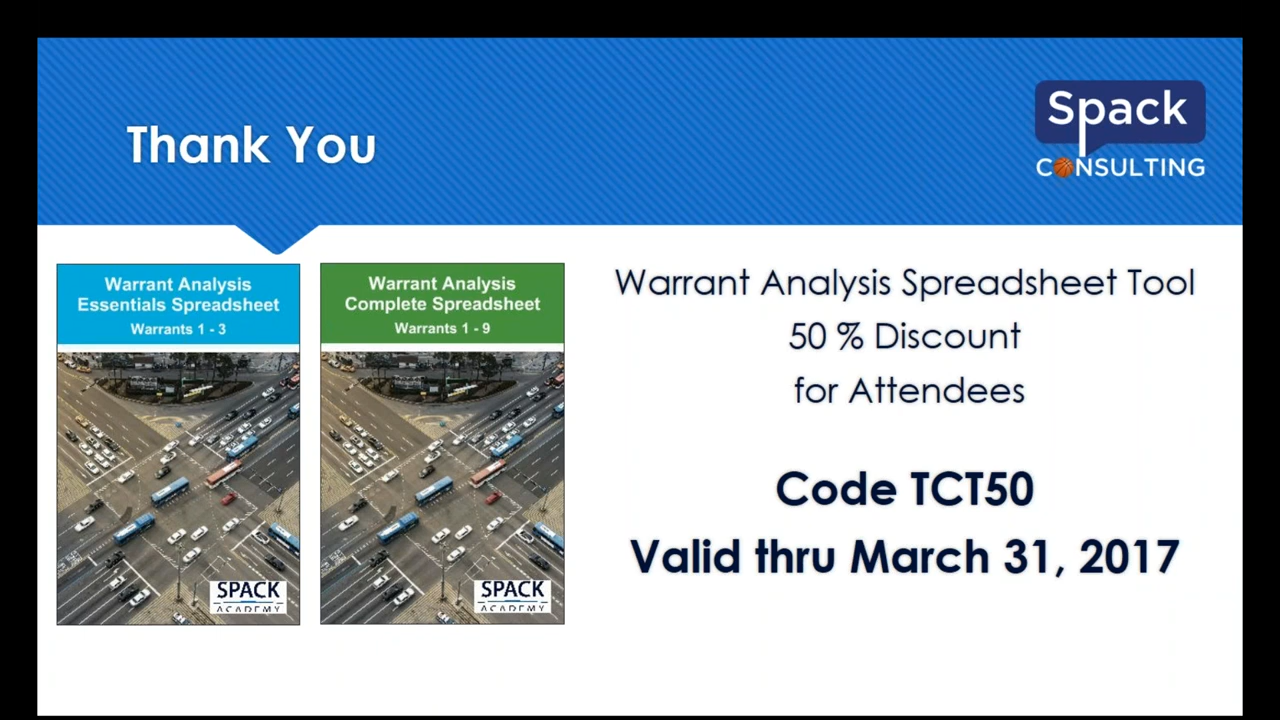 Thank You
Spack
CONSULTING
Warrant Analysis
Essentials Spreadsheet
Warrants 1 - 3
SPACK
ACADEMY
Warrant Analysis
Complete Spreadsheet
Warrants 1 - 9
SPACK
ACADEMY
Warrant Analysis Spreadsheet Tool
50 % Discount
for Attendees
Code TCT50
Valid thru March 31, 2017